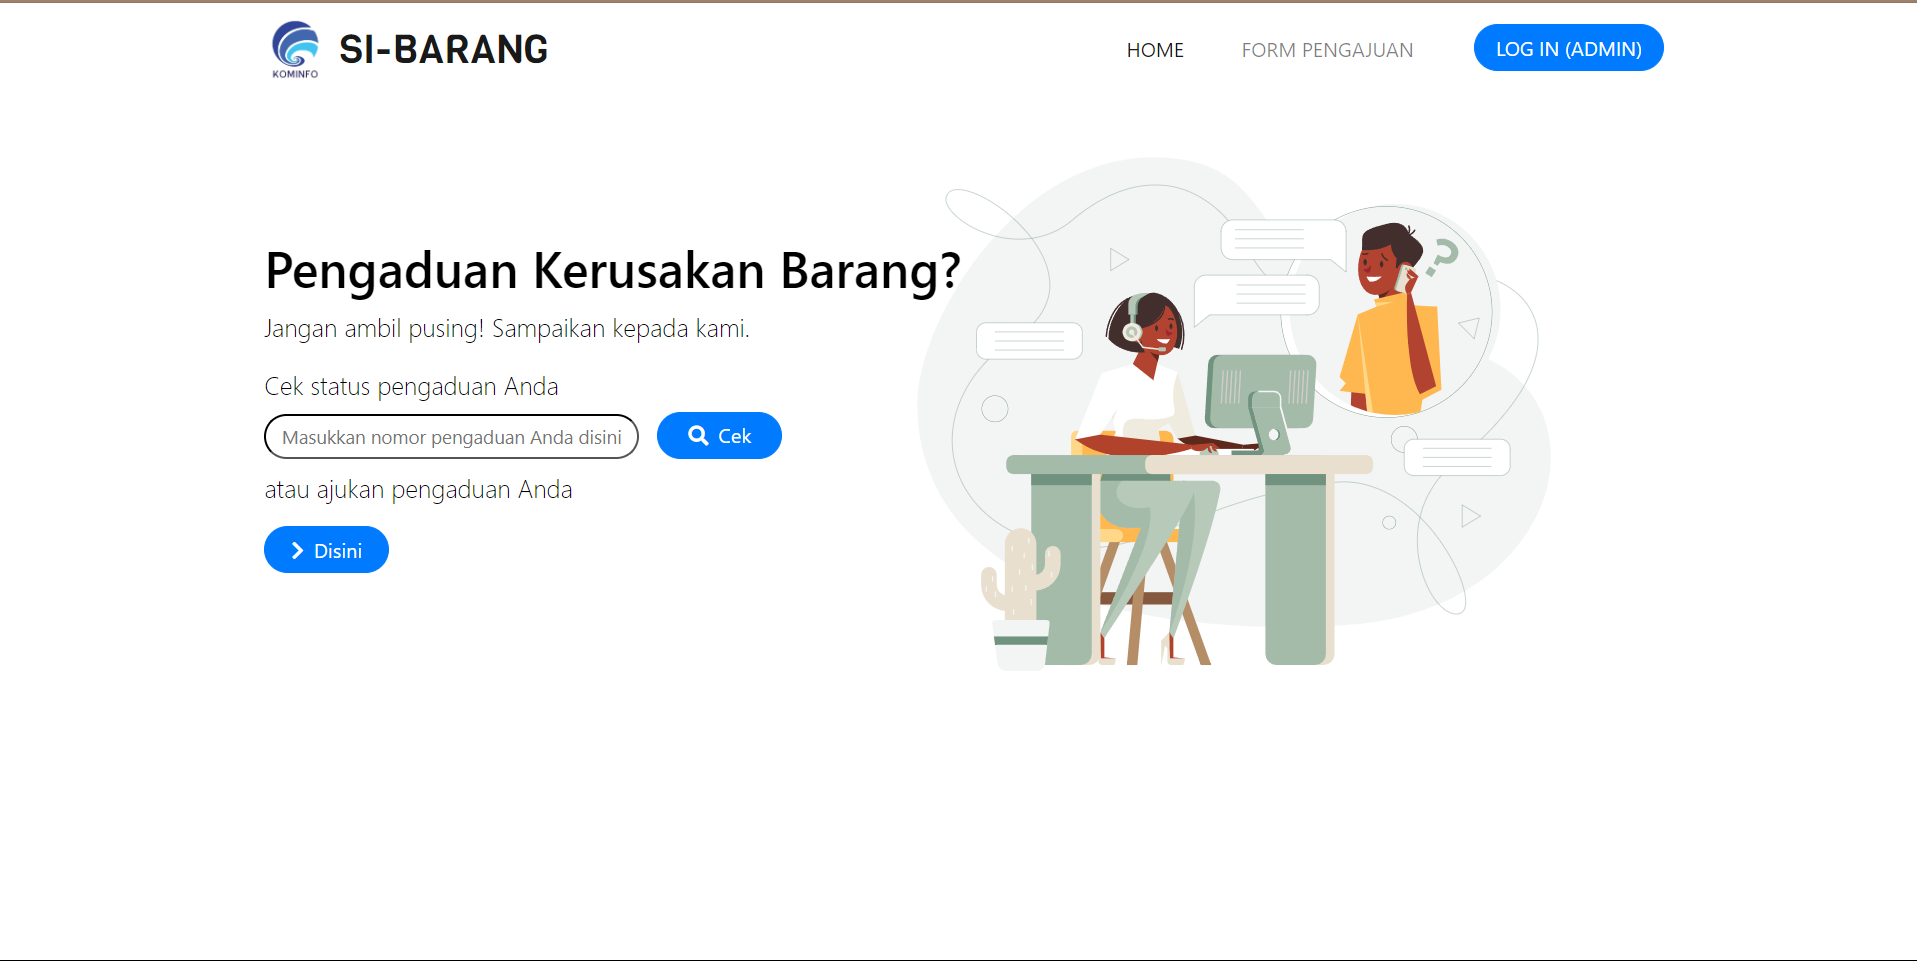 KOMINFO
SI-BARANG
HOME
FORM PENGAJUAN
LOG IN (ADMIN)
Pengaduan Kerusakan Barang?
Jangan ambil pusing! Sampaikan kepada kami.
Cek status pengaduan Anda
Masukkan nomor pengaduan Anda disini
Cek
atau ajukan pengaduan Anda
Disini
?